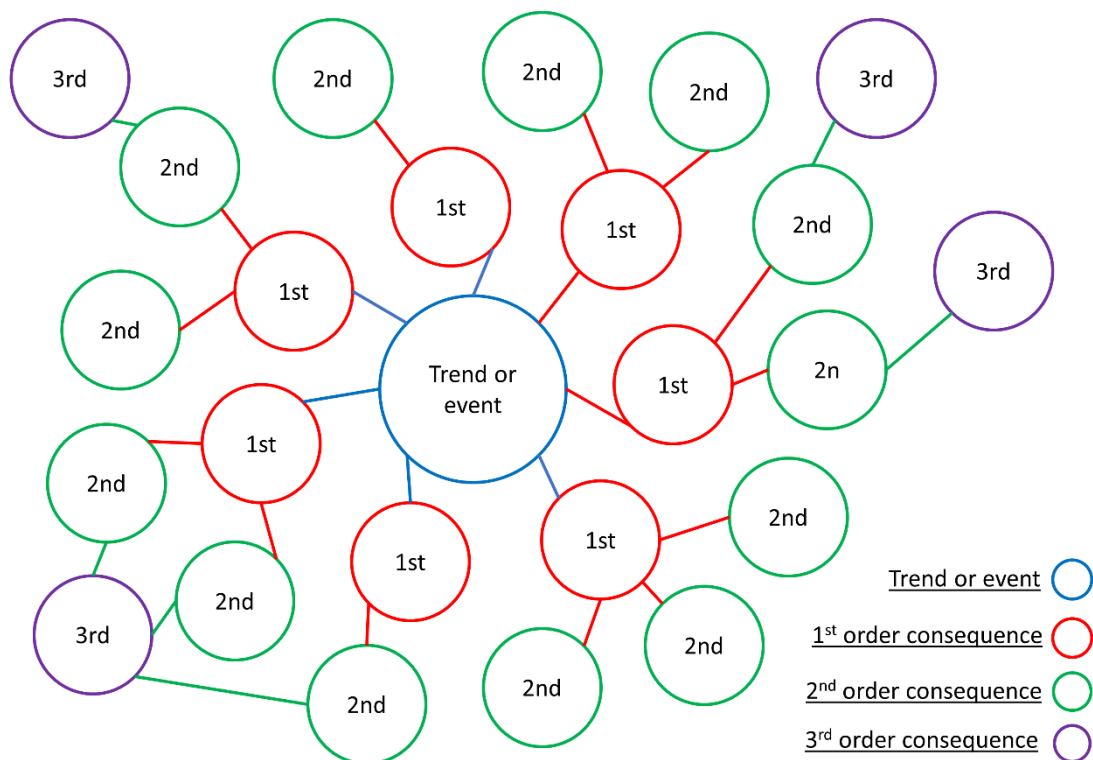 3rd
2nd
2nd
2nd
3rd
2nd
1st
1st
2nd
3rd
1st
2nd
1st
Trend or
event
1st
2n
1st
2nd
2nd
1st
1st
2nd
2nd
3rd
2nd
2nd
2nd
Trend or event
1st order consequence
2nd order consequence
3rd order consequence